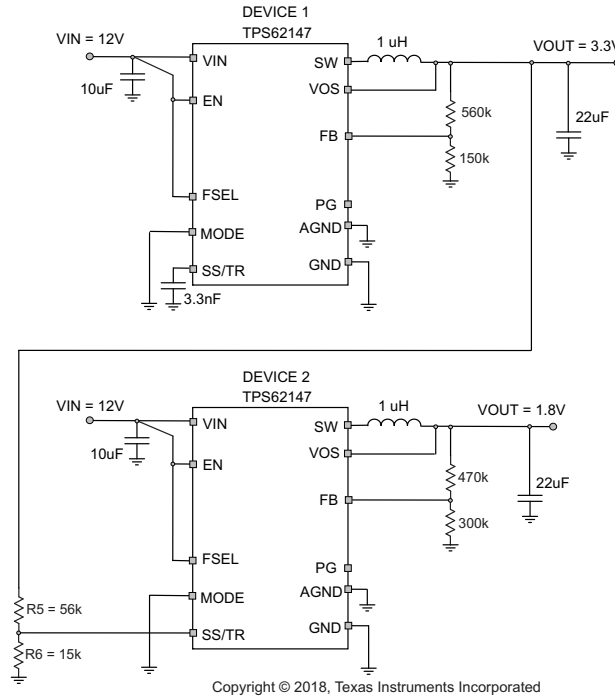 DEVICE 1
TPS62147
VIN = 12V
10uF
VIN
EN
FSEL
MODE
SS/TR
3.3nF
SW
VOS
FB
PG
AGND
GND
1 uH
560k
150k
VOUT = 3.3V
22uF
DEVICE 2
TPS62147
VIN = 12V
10uF
VIN
EN
FSEL
MODE
SS/TR
R5 = 56k
R6 = 15k
SW
VOS
FB
PG
AGND
GND
1 uH
470k
300k
VOUT = 1.8V
22uF
Copyright © 2018, Texas Instruments Incorporated